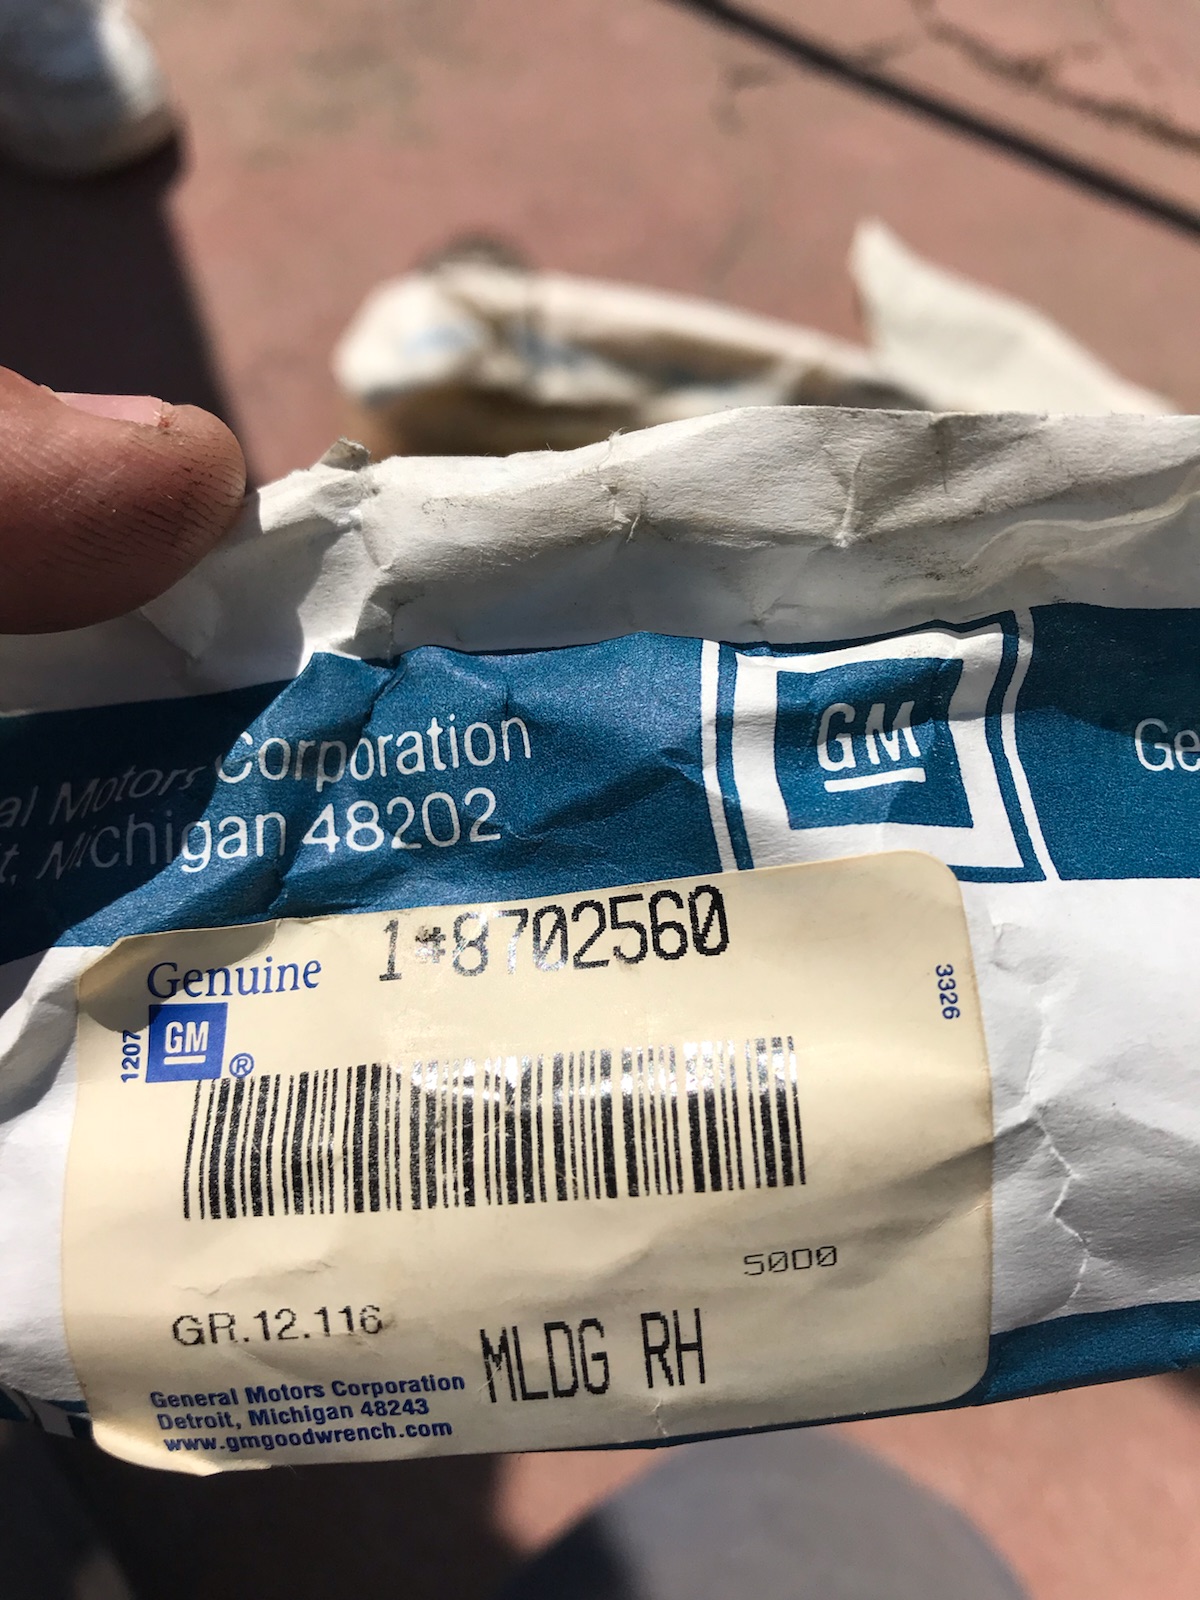 al Motors Corporation
t, Michigan 48202
GM
Ge
1*8702560
Genuine
GM
®
1207
3326
50D0
GR.12.116
MLDG RH
General Motors Corporation
Detroit, Michigan 48243
www.gmgoodwrench.com